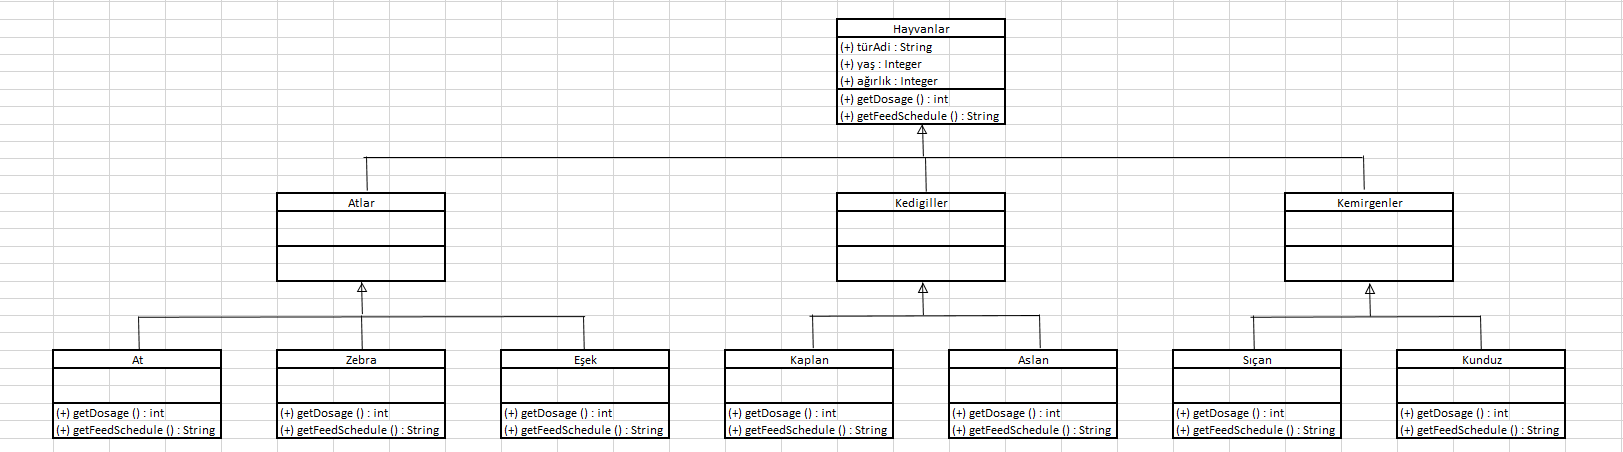 Hayvanlar
(+) türAdi : String
(+) yaş : Integer
(+) ağırlık : Integer
(+) getDosage () : int
(+) getFeedSchedule () : String
Atlar
Kedigiller
Kemirgenler
At
(+) getDosage () : int
(+) getFeedSchedule () : String
Zebra
(+) getDosage () : int
(+) getFeedSchedule () : String
Eşek
(+) getDosage () : int
(+) getFeedSchedule () : String
Kaplan
(+) getDosage () : int
(+) getFeedSchedule () : String
Aslan
(+) getDosage () : int
(+) getFeedSchedule () : String
Sıçan
(+) getDosage () : int
(+) getFeedSchedule () : String
Kunduz
(+) getDosage () : int
(+) getFeedSchedule () : String